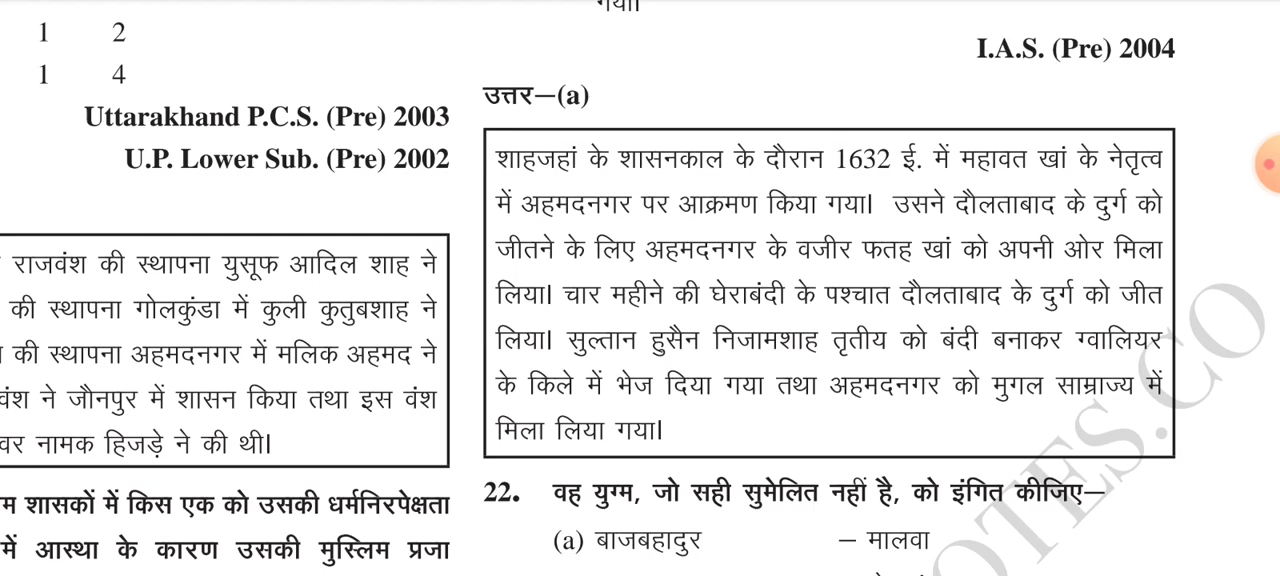 1 2
1 4
Uttarakhand P.C.S. (Pre) 2003
U.P. Lower Sub. (Pre) 2002
राजवंश की स्थापना युसूफ आदिल शाह ने
की स्थापना गोलकुंडा में कुली कुतुबशाह ने
की स्थापना अहमदनगर में मलिक अहमद ने
वंश ने जौनपुर में शासन किया तथा इस वंश
वर नामक हिजड़े ने की थी।
म शासकों में किस एक को उसकी धर्मनिरपेक्षता
में आस्था के कारण उसकी मुस्लिम प्रजा
I.A.S. (Pre) 2004
उत्तर–(a)
शाहजहां के शासनकाल के दौरान 1632 ई. में महावत खां के नेतृत्व
में अहमदनगर पर आक्रमण किया गया। उसने दौलताबाद के दुर्ग को
जीतने के लिए अहमदनगर के वजीर फतह खां को अपनी ओर मिला
लिया। चार महीने की घेराबंदी के पश्चात दौलताबाद के दुर्ग को जीत
लिया। सुल्तान हुसैन निजामशाह तृतीय को बंदी बनाकर ग्वालियर
के किले में भेज दिया गया तथा अहमदनगर को मुगल साम्राज्य में
मिला लिया गया।
22. वह युग्म, जो सही सुमेलित नहीं है, को इंगित कीजिए–
(a) बाजबहादुर – मालवा
OTES.CO